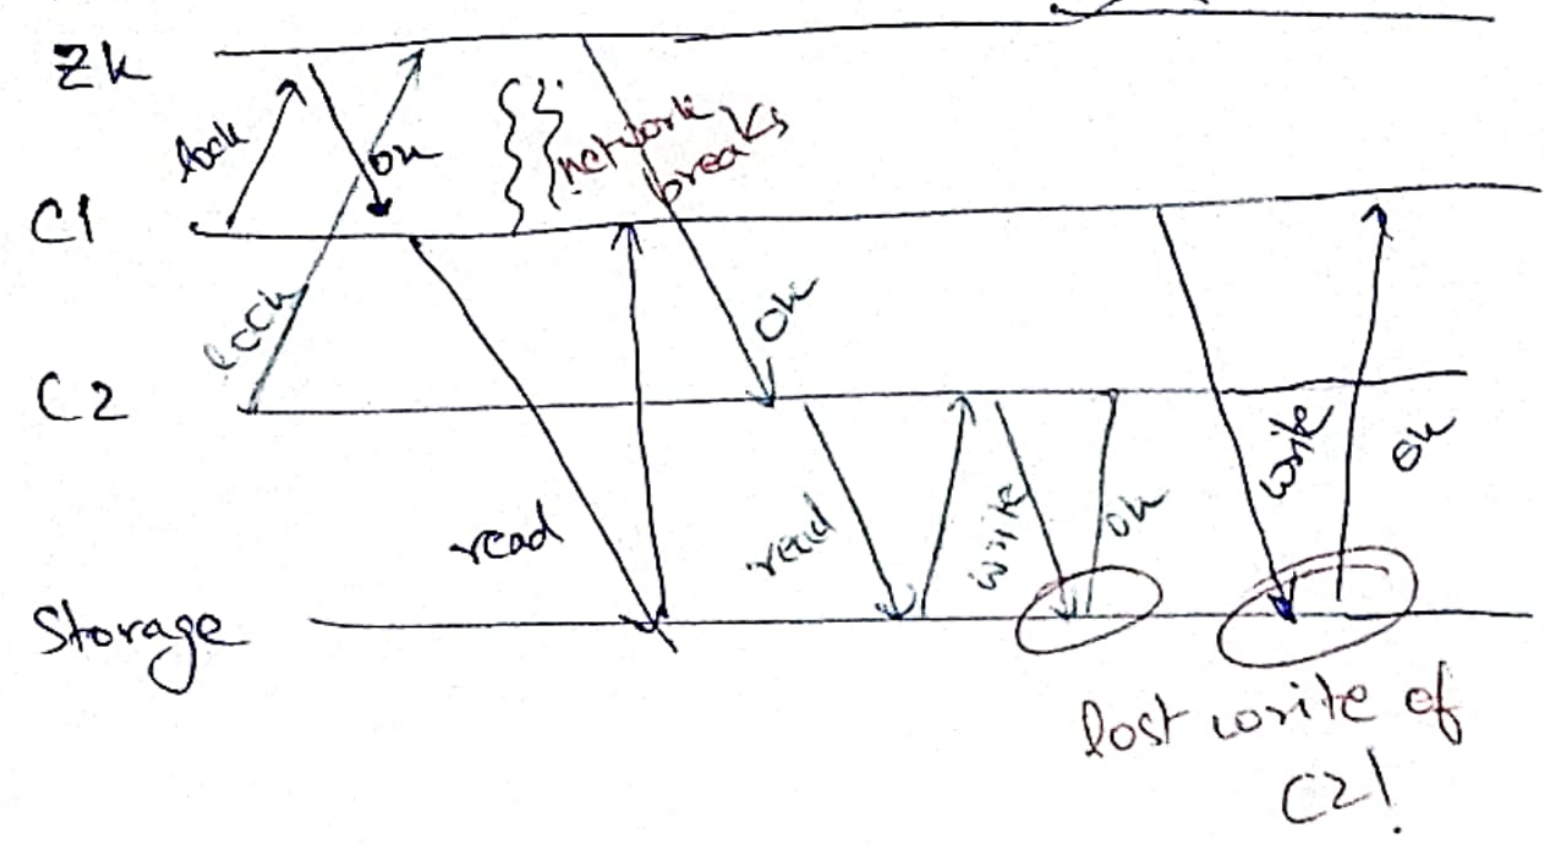 Zk
lock
ok
network
breaks
C1
lock
ok
C2
read
read
write
ok
write
ok
Storage
lost write of
C2!